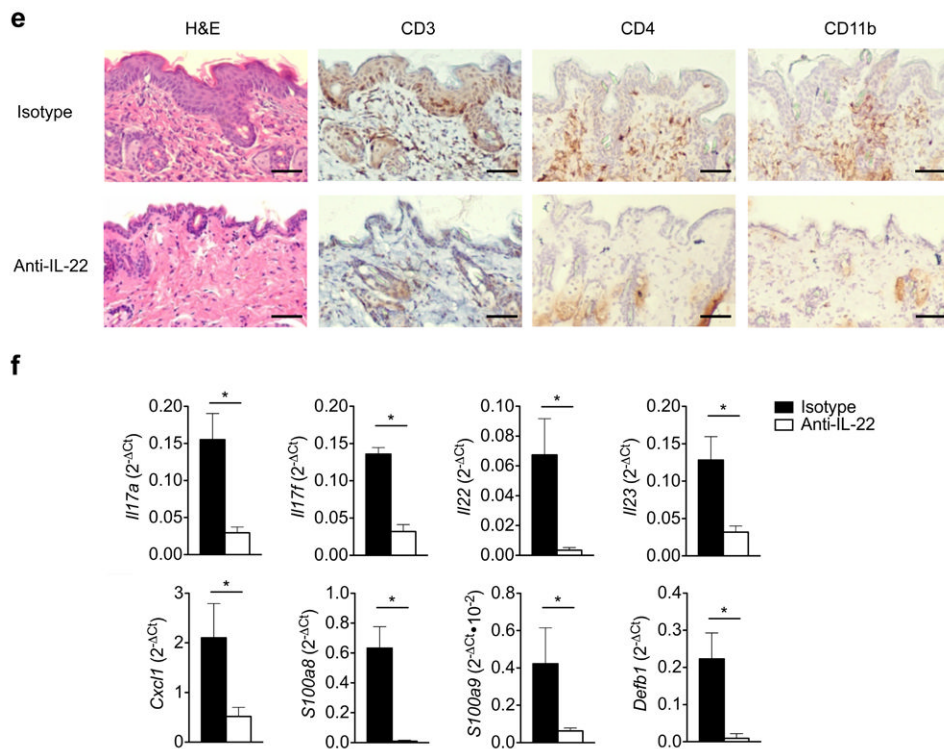 e
H&E CD3 CD4 CD11b
Isotype
Anti-IL-22
f
Il17a (2-ΔCt) 0.20 0.15 0.10 0.05 0.00 *
Il17f (2-ΔCt) 0.20 0.15 0.10 0.05 0.00 *
Il22 (2-ΔCt) 0.10 0.08 0.06 0.04 0.02 0.00 *
Il23 (2-ΔCt) 0.20 0.15 0.10 0.05 0.00 *
Isotype
Anti-IL-22
Cxcl1 (2-ΔCt) 3 2 1 0 *
S100a8 (2-ΔCt) 1.0 0.8 0.6 0.4 0.2 0.0 *
S100a9 (2-ΔCt•10-2) 0.8 0.6 0.4 0.2 0.0 *
Defb1 (2-ΔCt) 0.4 0.3 0.2 0.1 0.0 *